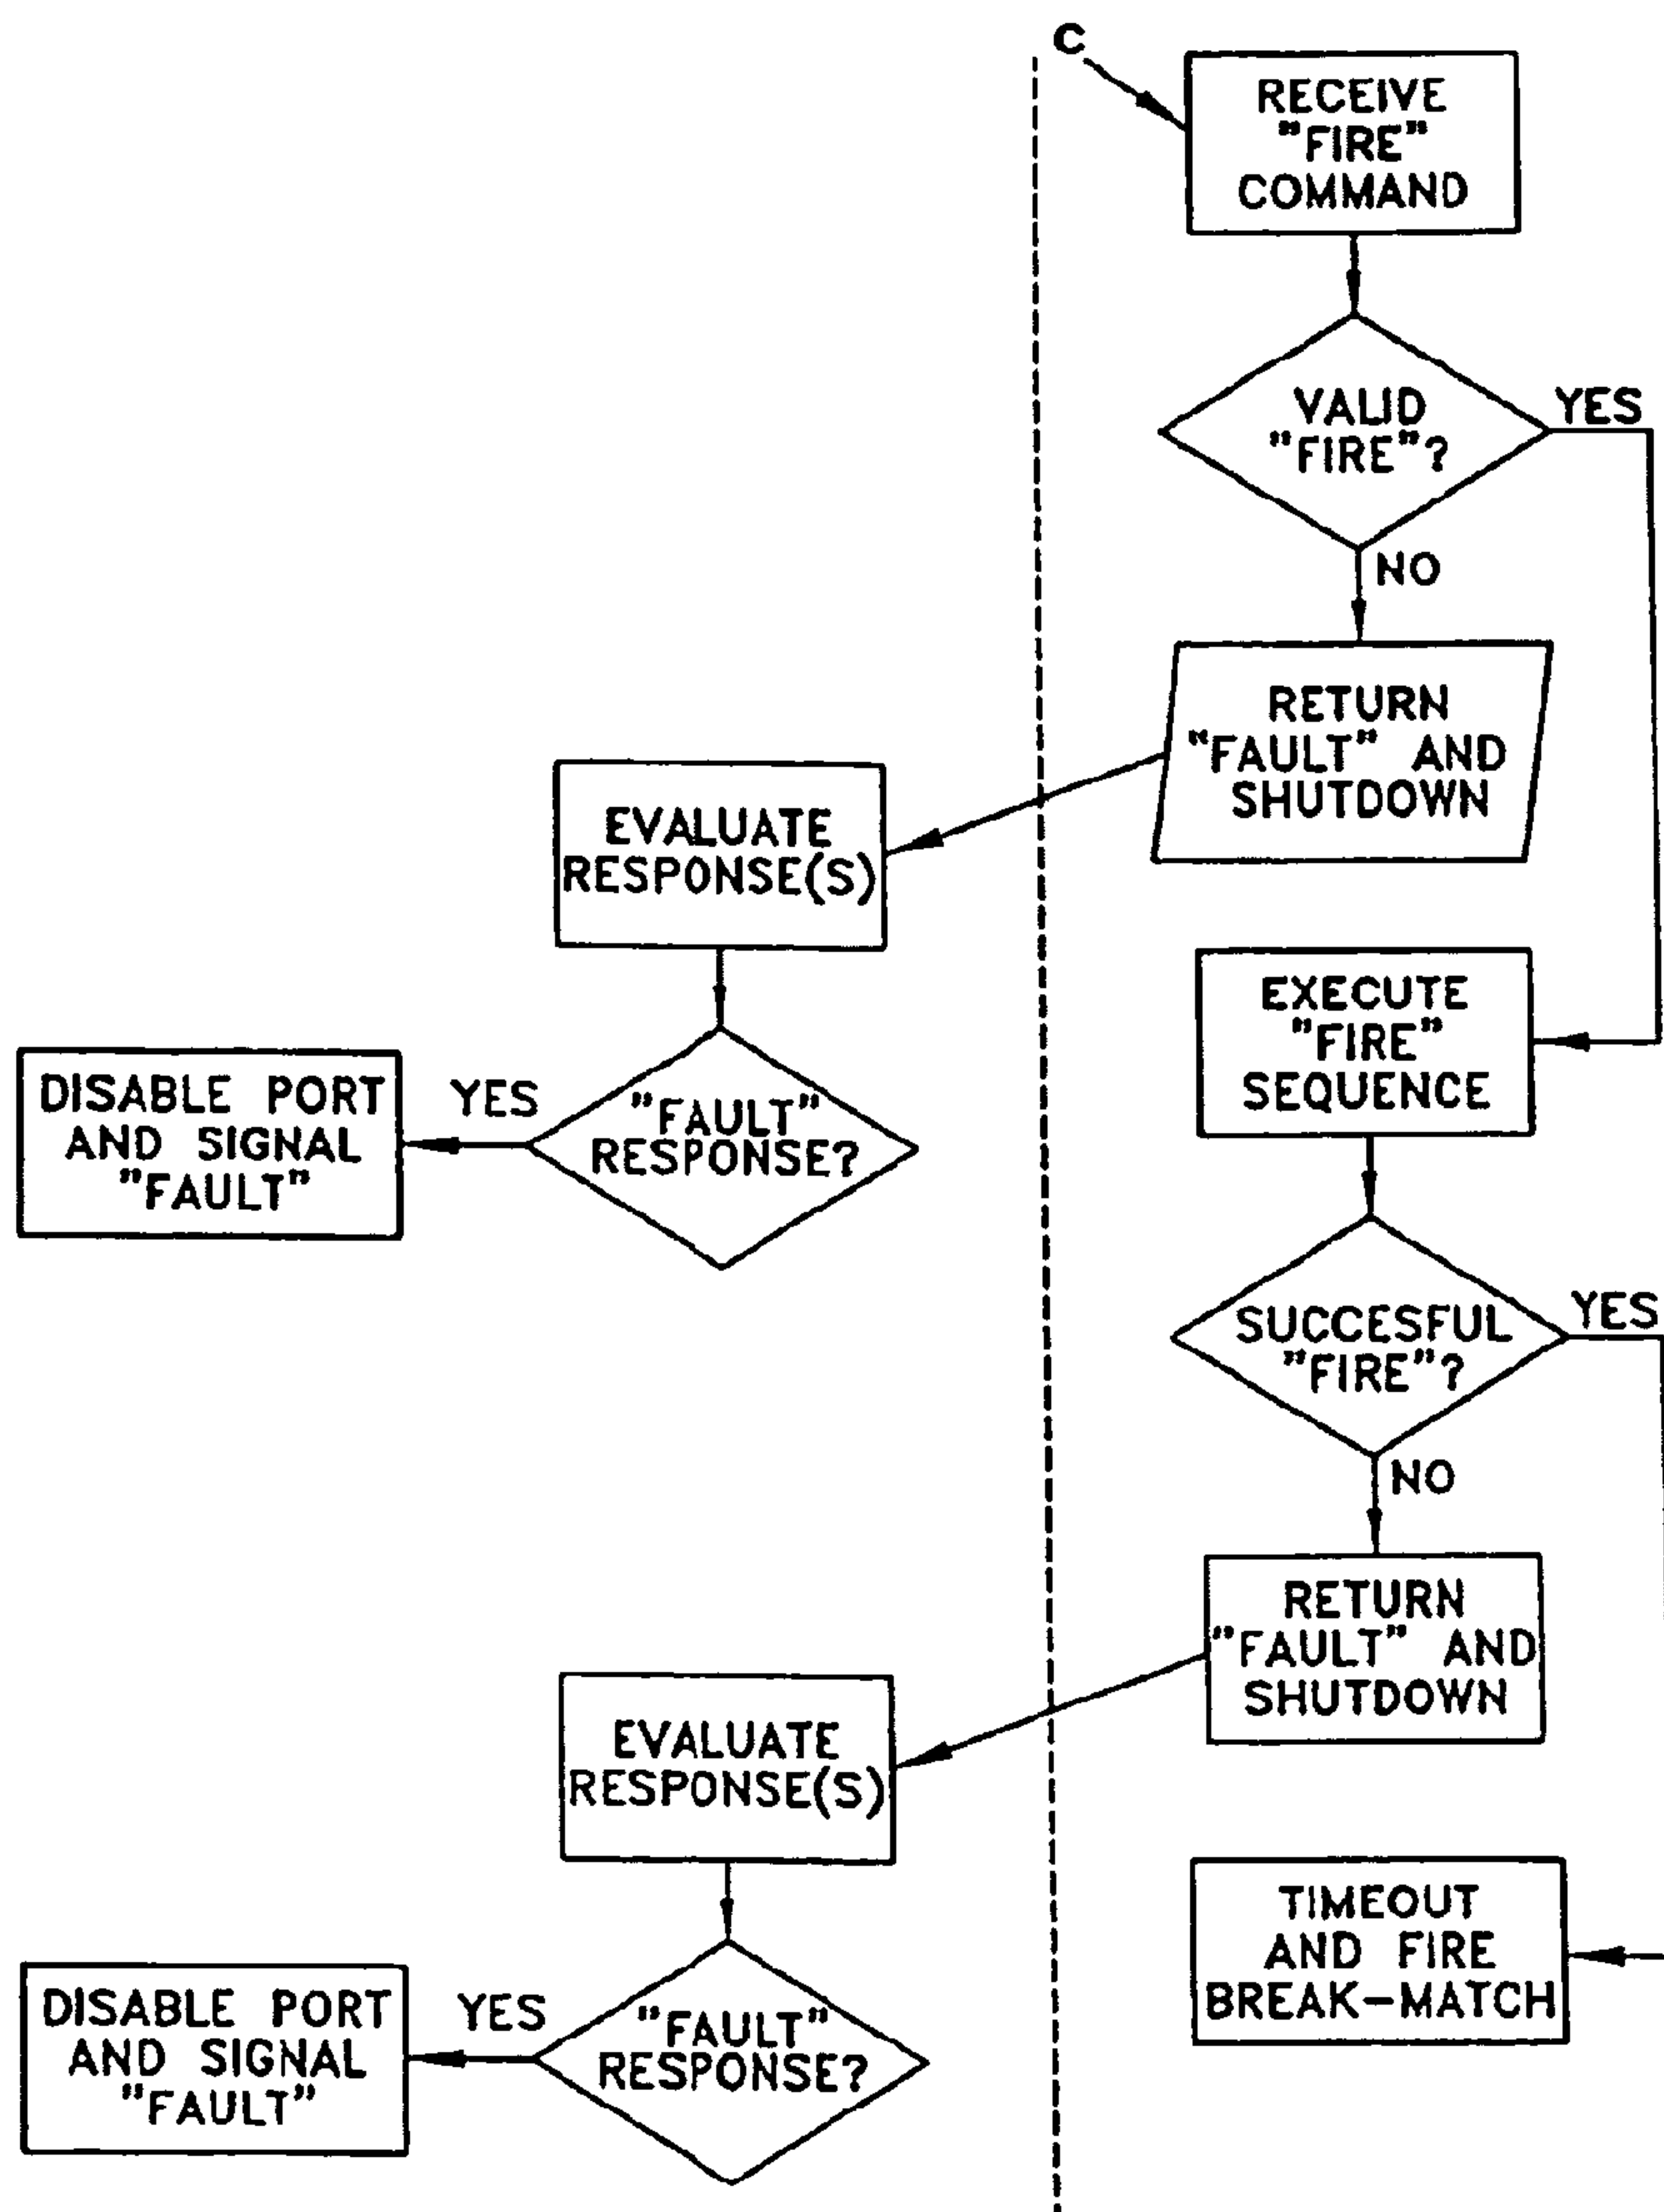 C
RECEIVE
"FIRE"
COMMAND
VALID
"FIRE"?
YES
NO
RETURN
"FAULT" AND
SHUTDOWN
EVALUATE
RESPONSE(S)
EXECUTE
"FIRE"
SEQUENCE
DISABLE PORT
AND SIGNAL
"FAULT"
YES
"FAULT"
RESPONSE?
SUCCESFUL
"FIRE"?
YES
NO
RETURN
"FAULT" AND
SHUTDOWN
EVALUATE
RESPONSE(S)
TIMEOUT
AND FIRE
BREAK-MATCH
DISABLE PORT
AND SIGNAL
"FAULT"
YES
"FAULT"
RESPONSE?